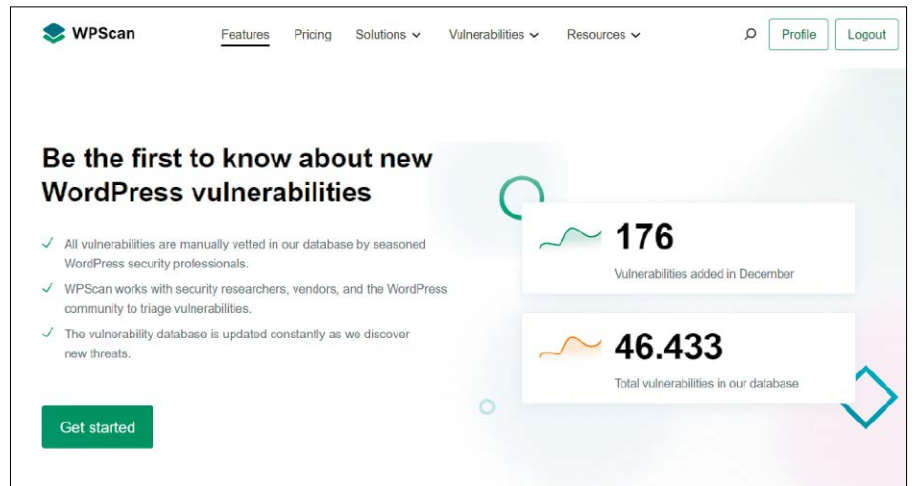 WPScan
Features Pricing Solutions Vulnerabilities Resources Profile Logout
Be the first to know about new
WordPress vulnerabilities
All vulnerabilities are manually vetted in our database by seasoned
WordPress security professionals.
WPScan works with security researchers, vendors, and the WordPress
community to triage vulnerabilities.
The vulnerability database is updated constantly as we discover
new threats.
Get started
176
Vulnerabilities added in December
46.433
Total vulnerabilities in our database